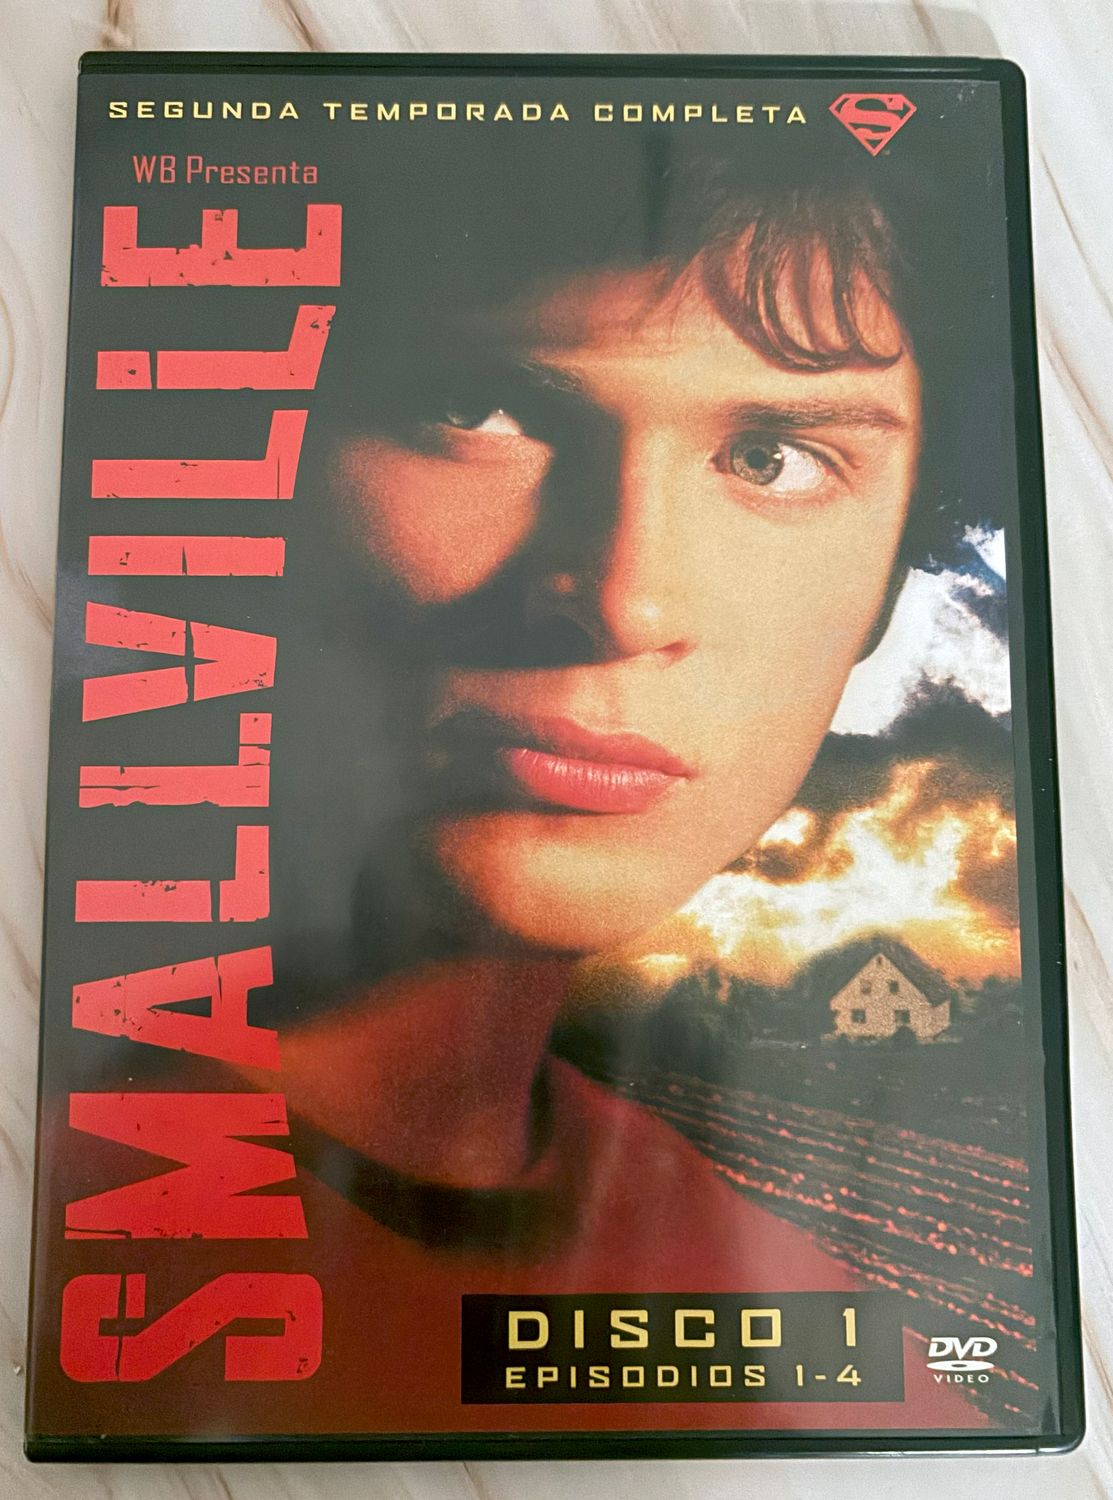 SEGUNDA TEMPORADA COMPLETA
WB Presenta
SMALLVILLE
DISCO 1
EPISODIOS 1-4
DVD
VIDEO